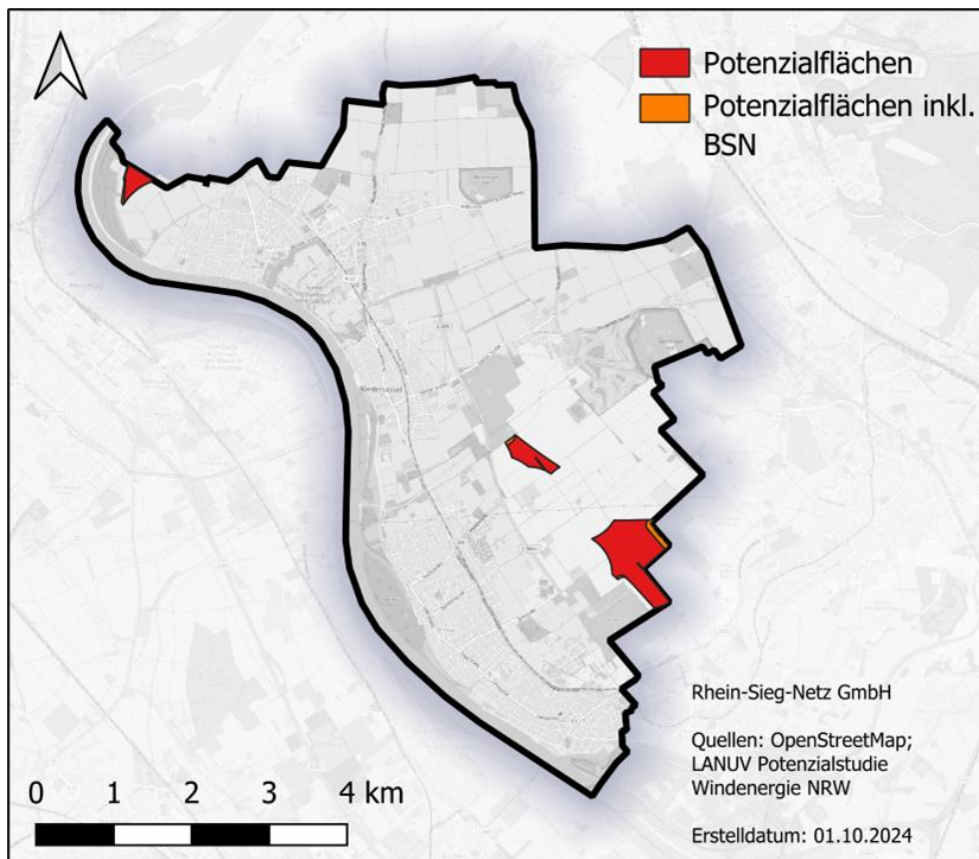 Potenzialflächen
Potenzialflächen inkl.
BSN
Niederkassel
Rhein-Sieg-Netz GmbH
Quellen: OpenStreetMap;
LANUV Potenzialstudie
Windenergie NRW
Erstelldatum: 01.10.2024
0 1 2 3 4 km